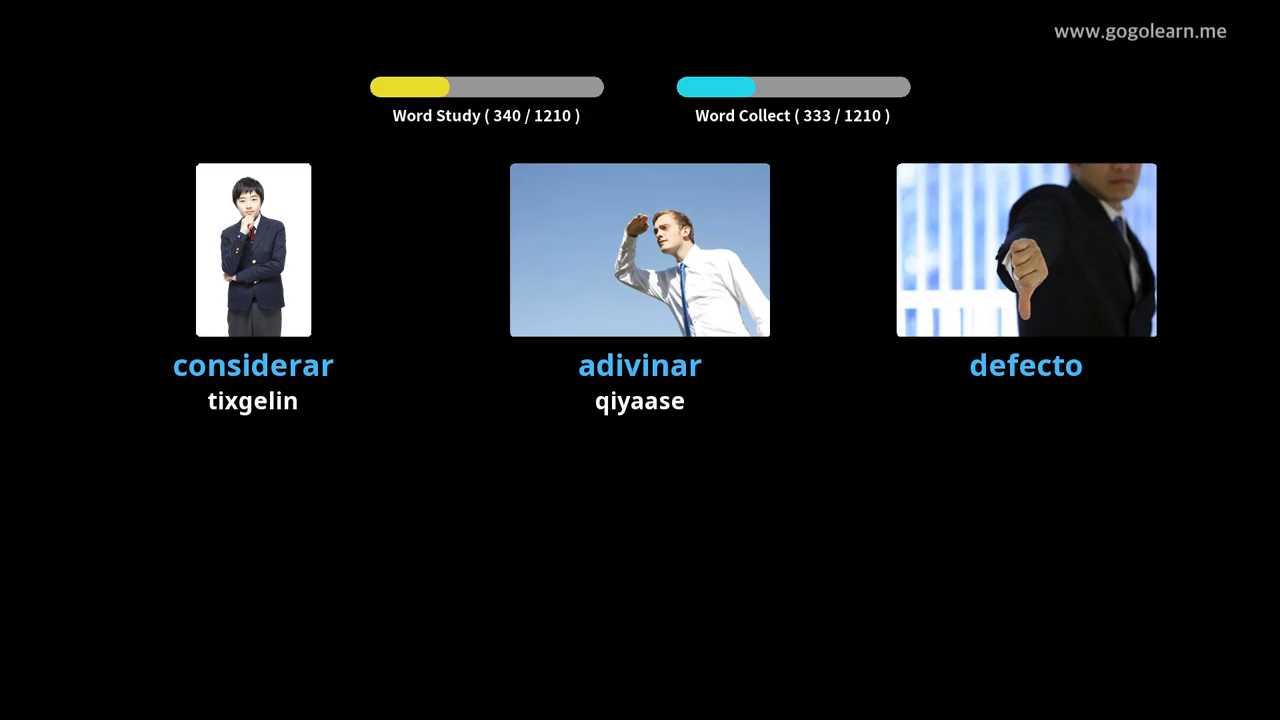 www.gogolearn.me
Word Study ( 340 / 1210 )
Word Collect ( 333 / 1210 )
considerar
tixgelin
adivinar
qiyaase
defecto